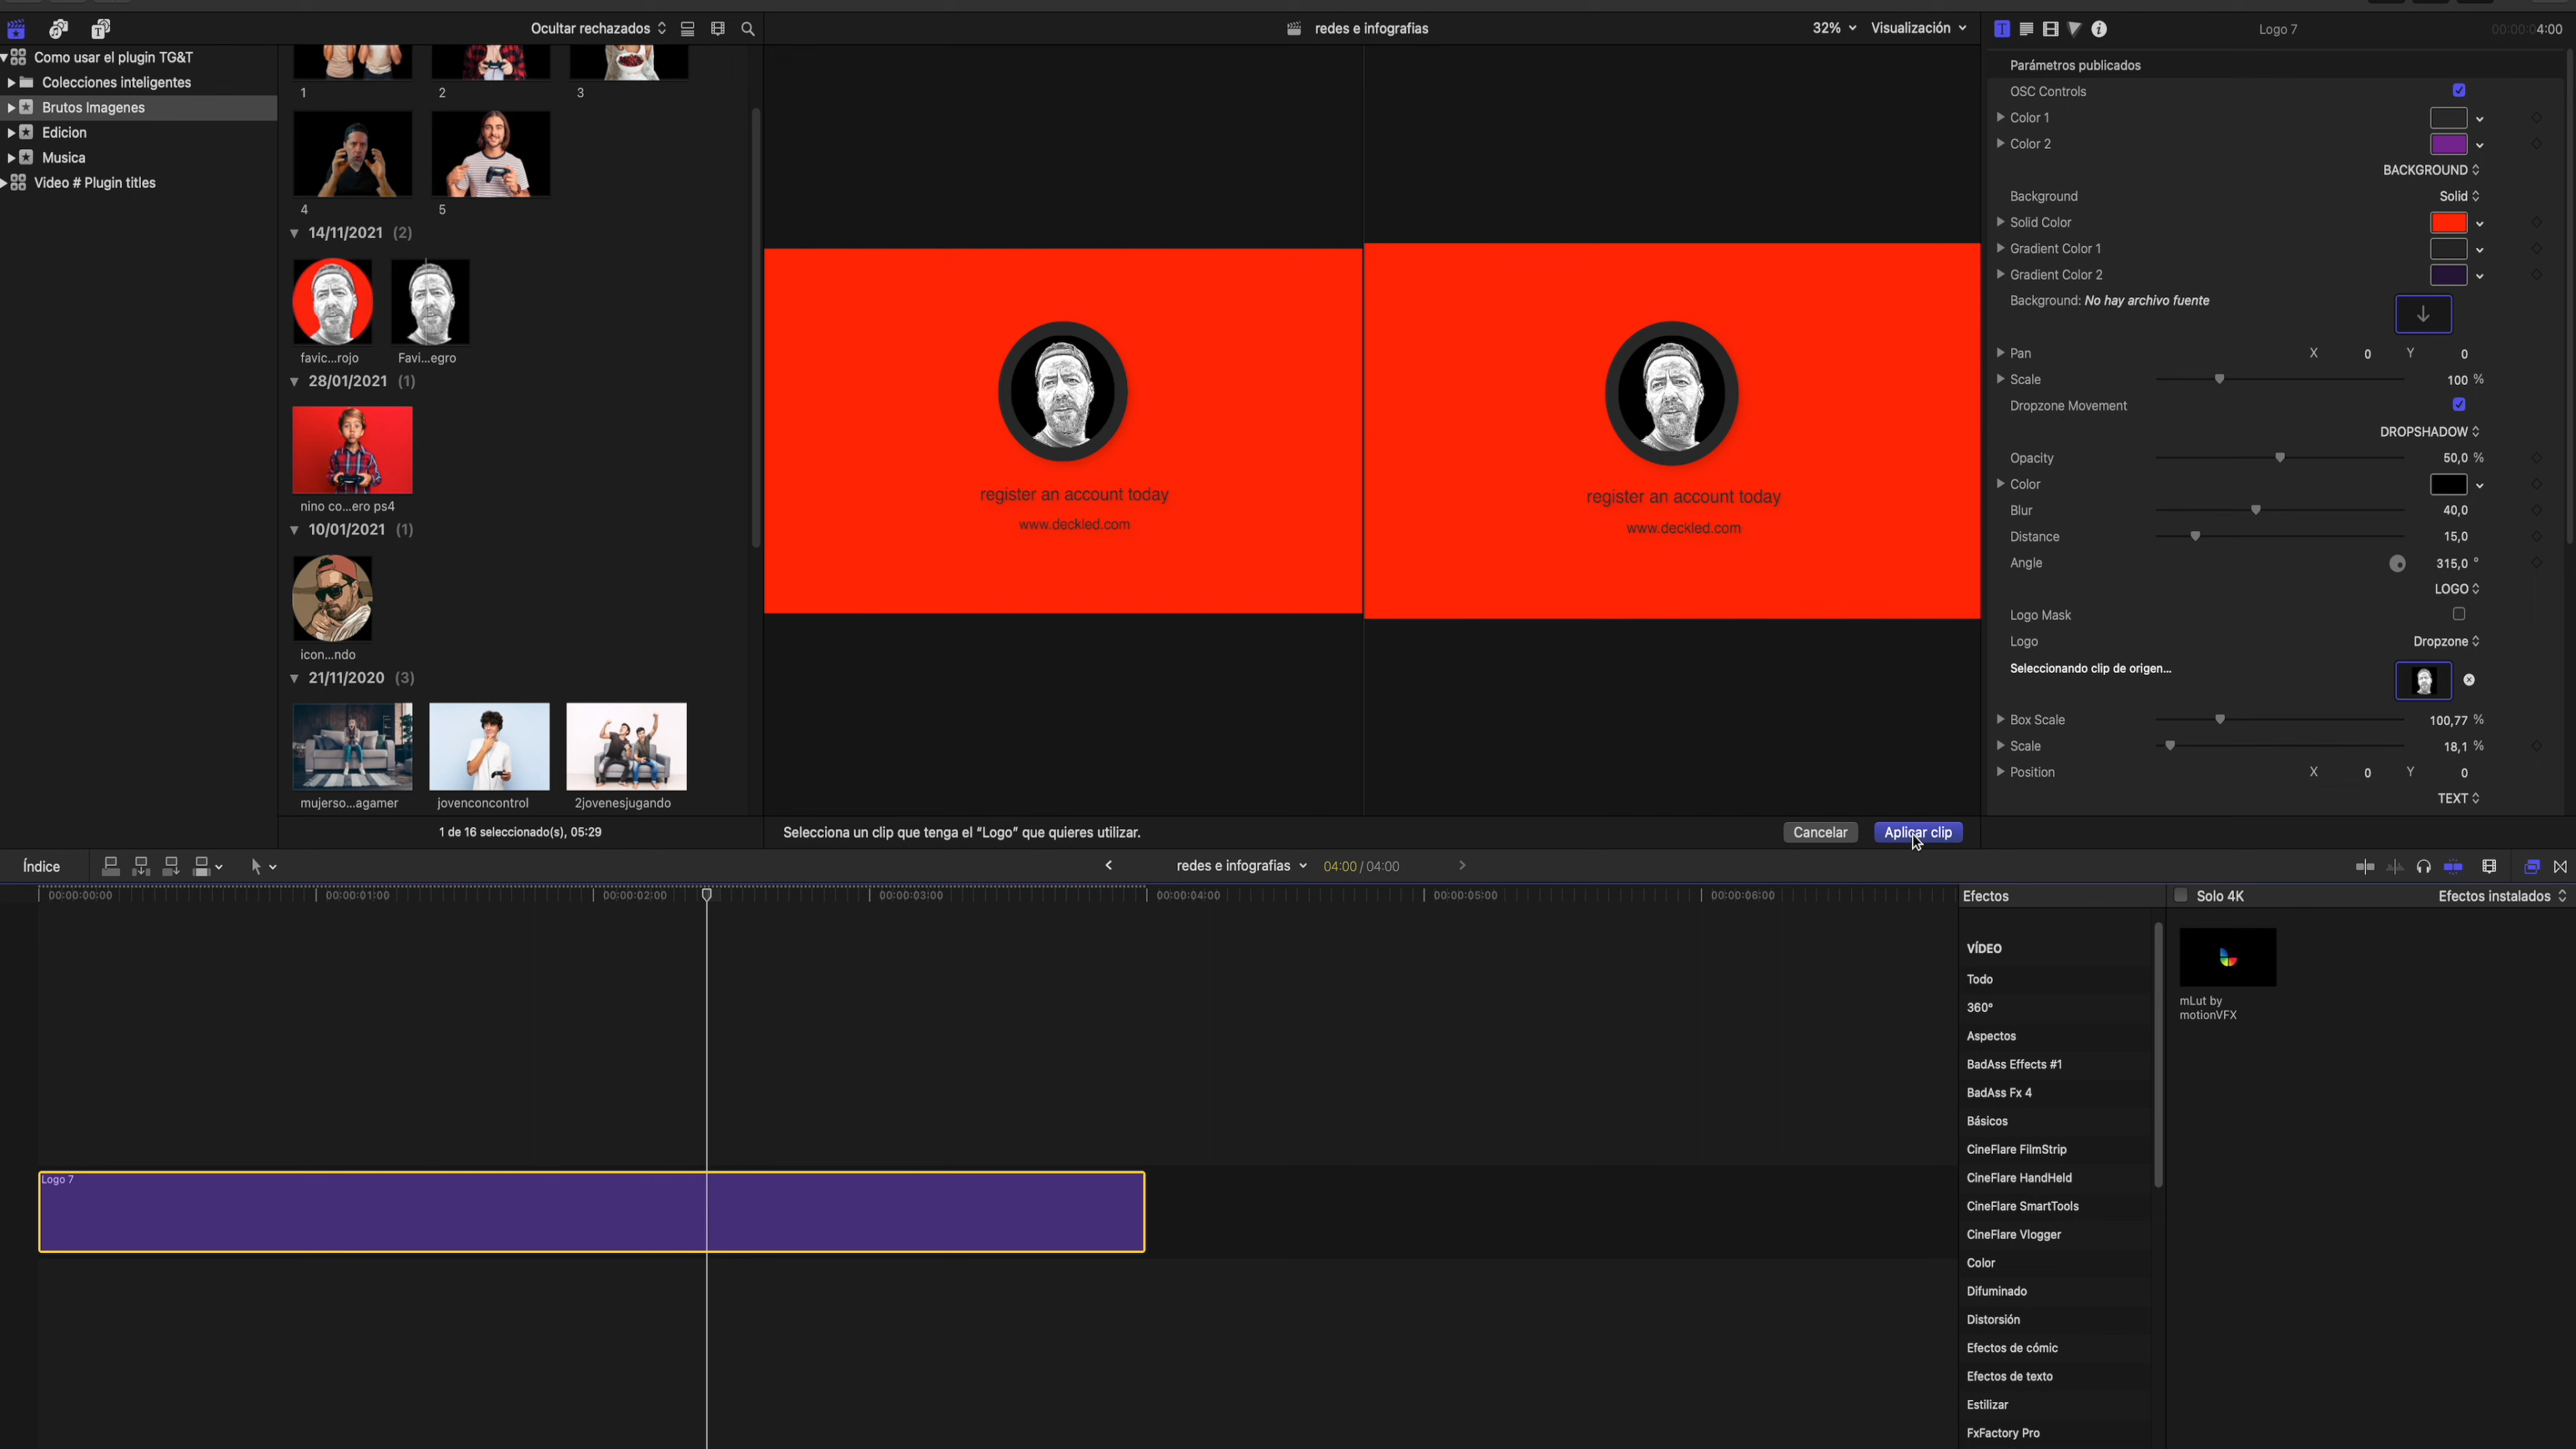 Ocultar rechazados
redes e infografias
32%
Visualización
Logo 7
00:00:04:00
Como usar el plugin TG&T
Colecciones inteligentes
Brutos Imagenes
Edicion
Musica
Video # Plugin titles
1
2
3
4
5
14/11/2021 (2)
favic...rojo
Favi...egro
28/01/2021 (1)
nino co...ero ps4
10/01/2021 (1)
icon...ndo
21/11/2020 (3)
mujerso...agamer
jovenconcontrol
2jovenesjugando
1 de 16 seleccionado(s), 05:29
register an account today
www.deckled.com
register an account today
www.deckled.com
Selecciona un clip que tenga el “Logo” que quieres utilizar.
Cancelar
Aplicar clip
Parámetros publicados
OSC Controls
Color 1
Color 2
BACKGROUND
Background Solid
Solid Color
Gradient Color 1
Gradient Color 2
Background: No hay archivo fuente
Pan X 0 Y 0
Scale 100 %
Dropzone Movement
DROPSHADOW
Opacity 50,0 %
Color
Blur 40,0
Distance 15,0
Angle 315,0 °
LOGO
Logo Mask
Logo Dropzone
Seleccionando clip de origen...
Box Scale 100,77 %
Scale 18,1 %
Position X 0 Y 0
TEXT
Índice
redes e infografias
04:00 / 04:00
00:00:00:00
00:00:01:00
00:00:02:00
00:00:03:00
00:00:04:00
00:00:05:00
00:00:06:00
Logo 7
Efectos
Solo 4K
Efectos instalados
VÍDEO
Todo
360°
Aspectos
BadAss Effects #1
BadAss Fx 4
Básicos
CineFlare FilmStrip
CineFlare HandHeld
CineFlare SmartTools
CineFlare Vlogger
Color
Difuminado
Distorsión
Efectos de cómic
Efectos de texto
Estilizar
FxFactory Pro
mLut by
motionVFX